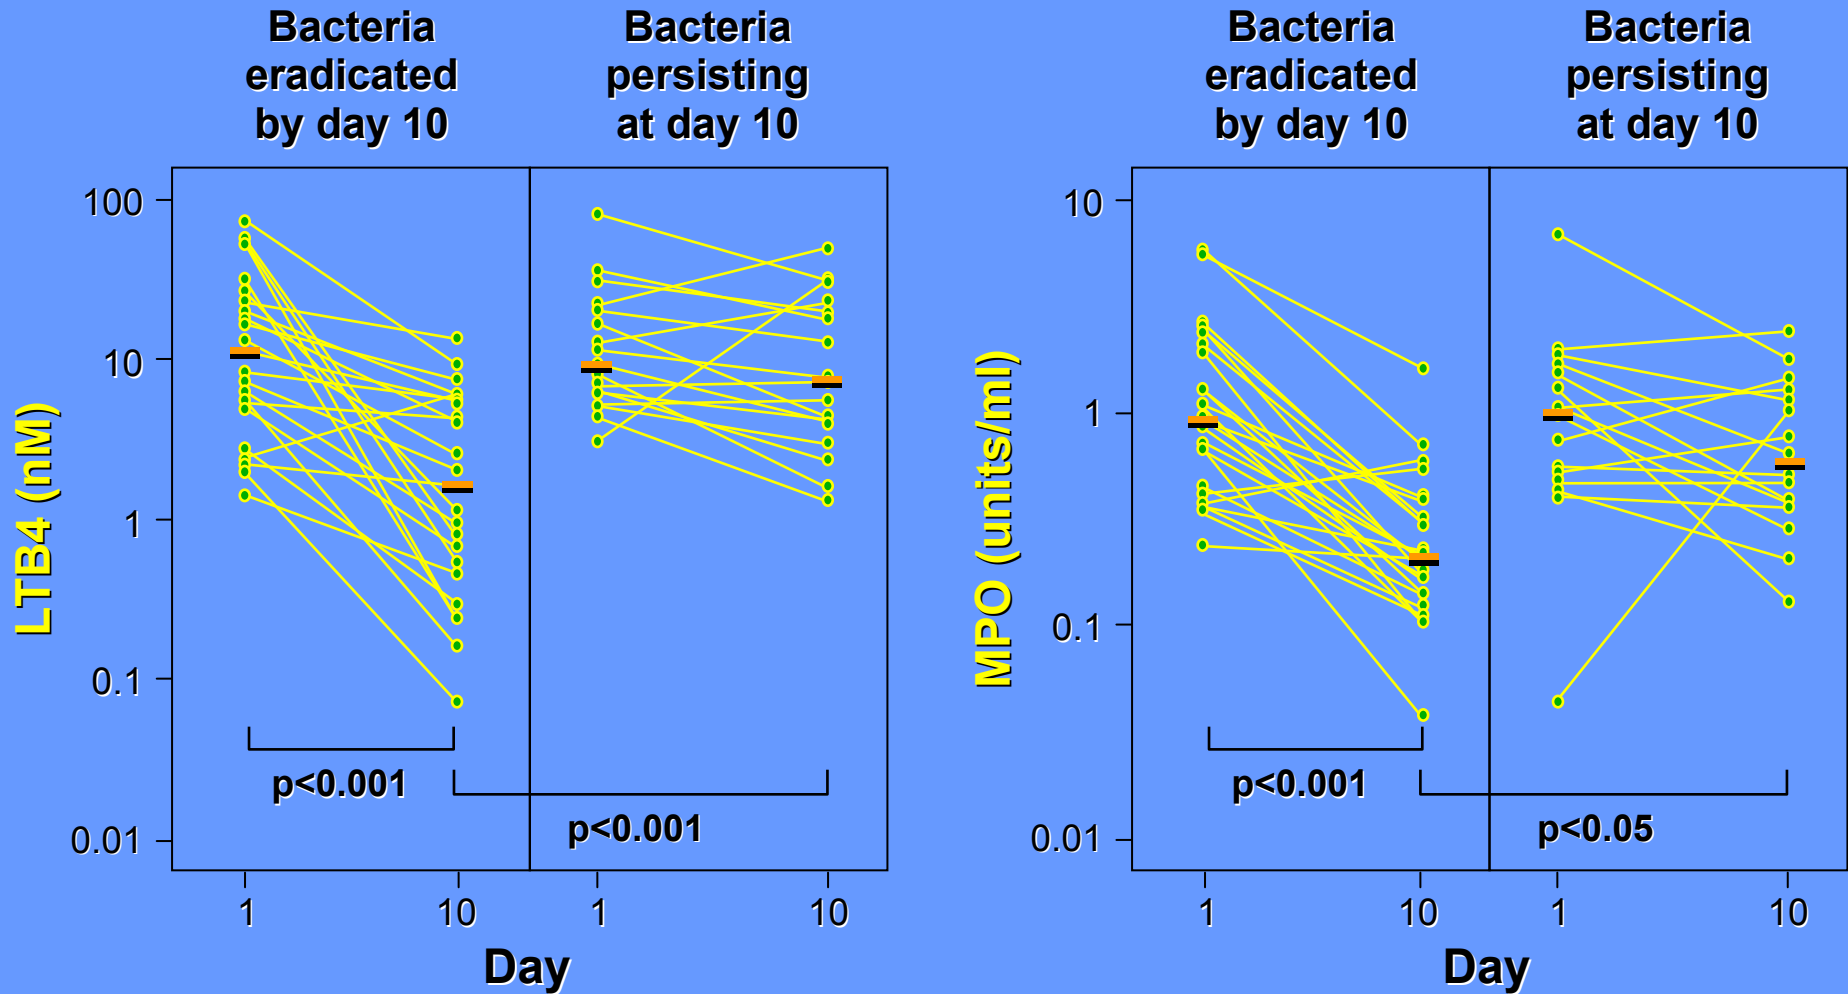 Bacteria
eradicated
by day 10
Bacteria
persisting
at day 10
LTB4 (nM)
100
10
1
0.1
0.01
p<0.001
p<0.001
1
10
1
10
Day
Bacteria
eradicated
by day 10
Bacteria
persisting
at day 10
MPO (units/ml)
10
1
0.1
0.01
p<0.001
p<0.05
1
10
1
10
Day